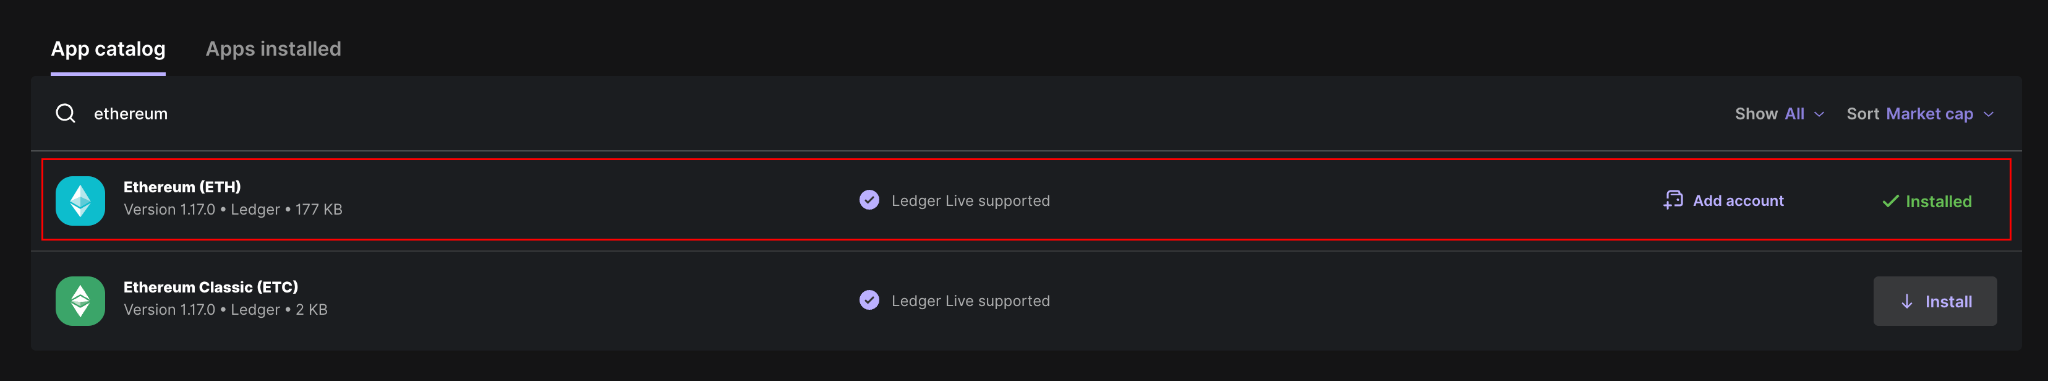 App catalog Apps installed
ethereum Show All Sort Market cap
Ethereum (ETH)
Version 1.17.0 • Ledger • 177 KB
Ledger Live supported
Add account
Installed
Ethereum Classic (ETC)
Version 1.17.0 • Ledger • 2 KB
Ledger Live supported
Install